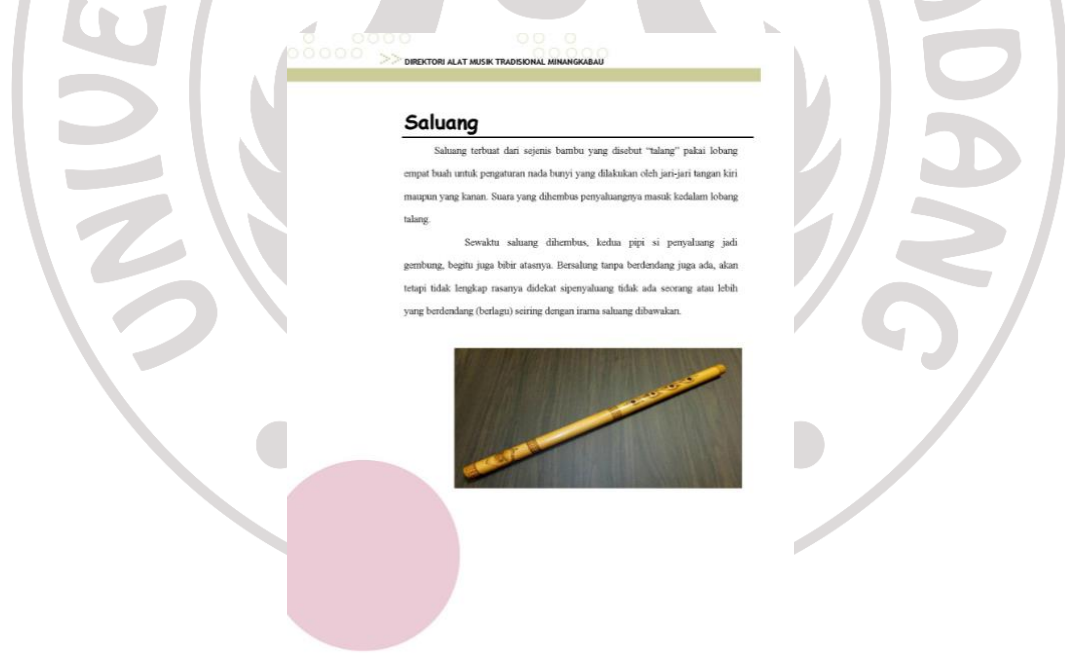 >> DIREKTORI ALAT MUSIK TRADISIONAL MINANGKABAU
Saluang
Saluang terbuat dari sejenis bambu yang disebut “talang” pakai lobang
empat buah untuk pengaturan nada bunyi yang dilakukan oleh jari-jari tangan kiri
maupun yang kanan. Suara yang dihembus penyaluangnya masuk kedalam lobang
talang.
Sewaktu saluang dihembus, kedua pipi si penyaluang jadi
gembung, begitu juga bibir atasnya. Bersalung tanpa berdendang juga ada, akan
tetapi tidak lengkap rasanya didekat sipenyaluang tidak ada seorang atau lebih
yang berdendang (berlagu) seiring dengan irama saluang dibawakan.
UNIVE
ADANG